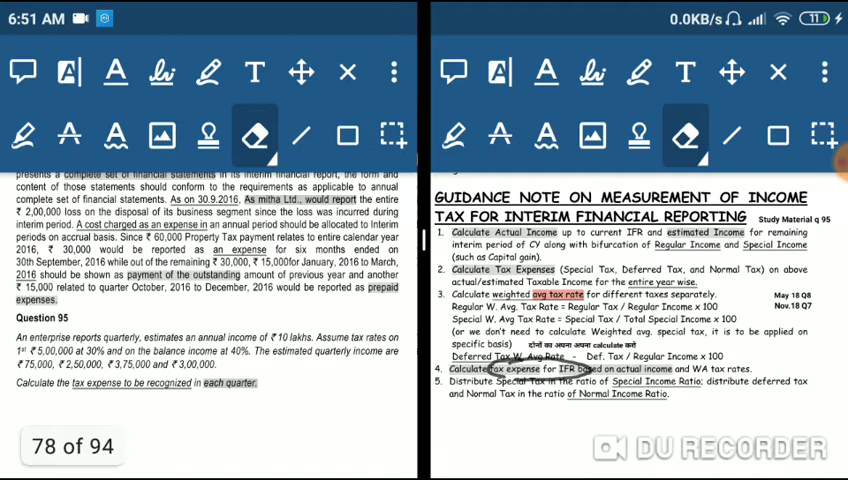 6:51 AM
0.0KB/s
11
presents a complete set of financial statements in its interim financial report, the form and
content of those statements should conform to the requirements as applicable to annual
complete set of financial statements. As on 30.9.2016, As mitha Ltd., would report the entire
₹ 2,00,000 loss on the disposal of its business segment since the loss was incurred during
interim period. A cost charged as an expense in an annual period should be allocated to Interim
periods on accrual basis. Since ₹ 60,000 Property Tax payment relates to entire calendar year
2016, ₹ 30,000 would be reported as an expense for six months ended on
30th September, 2016 while out of the remaining ₹ 30,000, ₹ 15,000for January, 2016 to March,
2016 should be shown as payment of the outstanding amount of previous year and another
₹ 15,000 related to quarter October, 2016 to December, 2016 would be reported as prepaid
expenses.
Question 95
An enterprise reports quarterly, estimates an annual income of ₹ 10 lakhs. Assume tax rates on
1st ₹ 5,00,000 at 30% and on the balance income at 40%. The estimated quarterly income are
₹ 75,000, ₹ 2,50,000, ₹ 3,75,000 and ₹ 3,00,000.
Calculate the tax expense to be recognized in each quarter.
78 of 94
GUIDANCE NOTE ON MEASUREMENT OF INCOME
TAX FOR INTERIM FINANCIAL REPORTING Study Material q 95
1. Calculate Actual Income up to current IFR and estimated Income for remaining
interim period of CY along with bifurcation of Regular Income and Special Income
(such as Capital gain).
2. Calculate Tax Expenses (Special Tax, Deferred Tax, and Normal Tax) on above
actual/estimated Taxable Income for the entire year wise.
3. Calculate weighted avg tax rate for different taxes separately. May 18 Q8
Regular W. Avg. Tax Rate = Regular Tax / Regular Income x 100 Nov.18 Q7
Special W. Avg Tax Rate = Special Tax / Total Special Income x 100
(or we don't need to calculate Weighted avg. special tax, it is to be applied on
specific basis) दोनों का अपना अपना calculate करो
Deferred Tax W. Avg Rate - Def. Tax / Regular Income x 100
4. Calculate tax expense for IFR based on actual income and WA tax rates.
5. Distribute Special Tax in the ratio of Special Income Ratio; distribute deferred tax
and Normal Tax in the ratio of Normal Income Ratio.
DU RECORDER